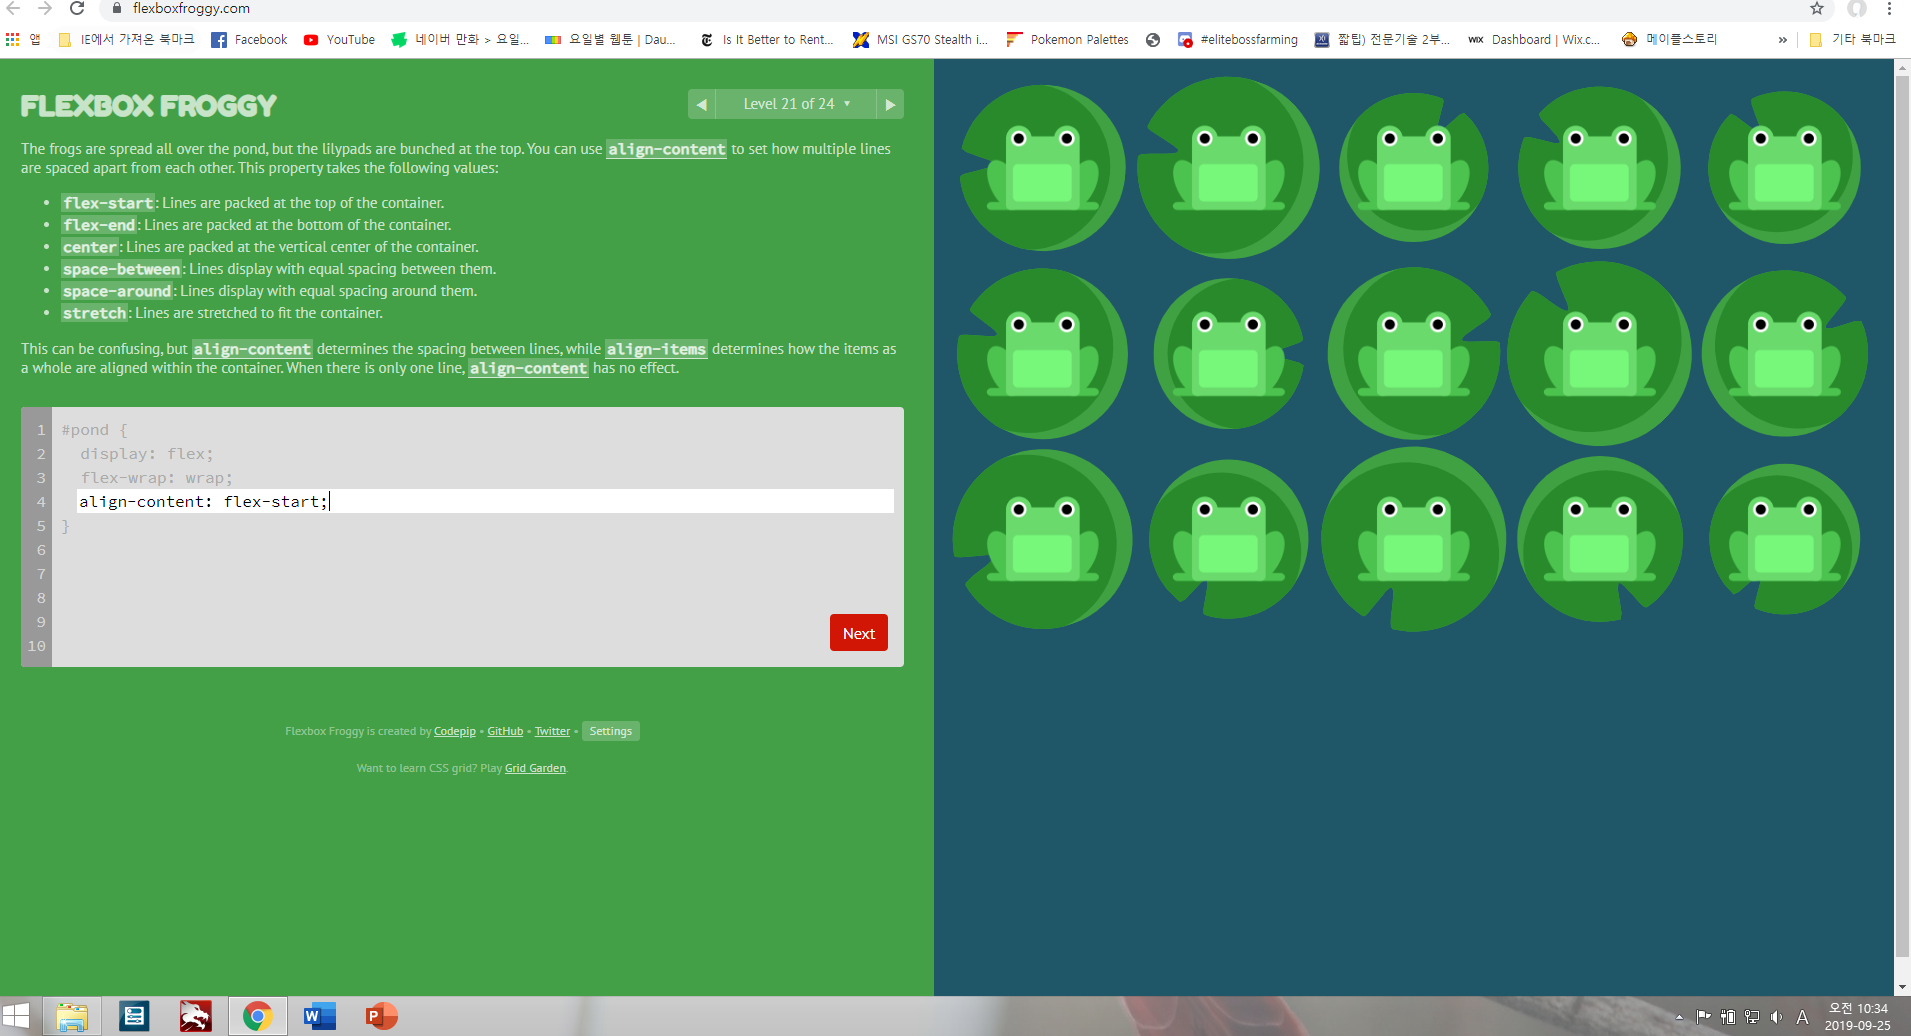 flexboxfroggy.com
앱
IE에서 가져온 북마크
Facebook
YouTube
네이버 만화 > 요일...
요일별 웹툰 | Dau...
Is It Better to Rent...
MSI GS70 Stealth i...
Pokemon Palettes
#elitebossfarming
짧팁) 전문기술 2부...
WIX Dashboard | Wix.c...
메이플스토리
»
기타 북마크
FLEXBOX FROGGY
◀ Level 21 of 24 ▼ ▶
The frogs are spread all over the pond, but the lilypads are bunched at the top. You can use align-content to set how multiple lines
are spaced apart from each other. This property takes the following values:
• flex-start: Lines are packed at the top of the container.
• flex-end: Lines are packed at the bottom of the container.
• center: Lines are packed at the vertical center of the container.
• space-between: Lines display with equal spacing between them.
• space-around: Lines display with equal spacing around them.
• stretch: Lines are stretched to fit the container.
This can be confusing, but align-content determines the spacing between lines, while align-items determines how the items as
a whole are aligned within the container. When there is only one line, align-content has no effect.
1 #pond {
2 display: flex;
3 flex-wrap: wrap;
4 align-content: flex-start;
5 }
6
7
8
9
10
Next
Flexbox Froggy is created by Codepip • GitHub • Twitter • Settings
Want to learn CSS grid? Play Grid Garden.
W
P
A
오전 10:34
2019-09-25